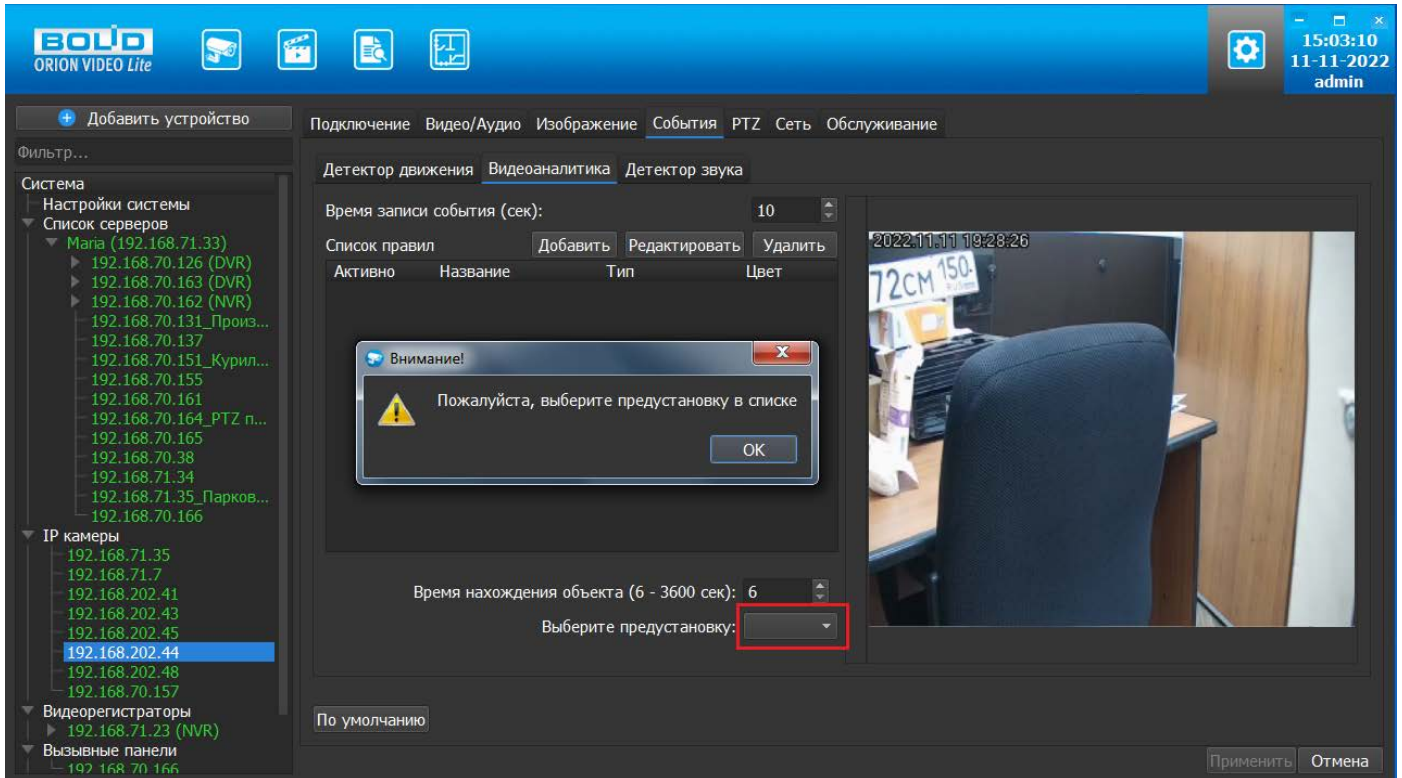 BOLID
ORION VIDEO Lite
15:03:10
11-11-2022
admin
Добавить устройство
Фильтр...
Система
Настройки системы
Список серверов
Maria (192.168.71.33)
192.168.70.126 (DVR)
192.168.70.163 (DVR)
192.168.70.162 (NVR)
192.168.70.131_Произ...
192.168.70.137
192.168.70.151_Курил...
192.168.70.155
192.168.70.161
192.168.70.164_PTZ п...
192.168.70.165
192.168.70.38
192.168.71.34
192.168.71.35_Парков...
192.168.70.166
IP камеры
192.168.71.35
192.168.71.7
192.168.202.41
192.168.202.43
192.168.202.45
192.168.202.44
192.168.202.48
192.168.70.157
Видеорегистраторы
192.168.71.23 (NVR)
Вызывные панели
192.168.70.166
Подключение Видео/Аудио Изображение События PTZ Сеть Обслуживание
Детектор движения Видеоаналитика Детектор звука
Время записи события (сек): 10
Список правил Добавить Редактировать Удалить
Активно Название Тип Цвет
Внимание!
Пожалуйста, выберите предустановку в списке
OK
Время нахождения объекта (6 - 3600 сек): 6
Выберите предустановку:
По умолчанию
2022.11.11 19:28:26
72CM 150
RUS
Применить Отмена